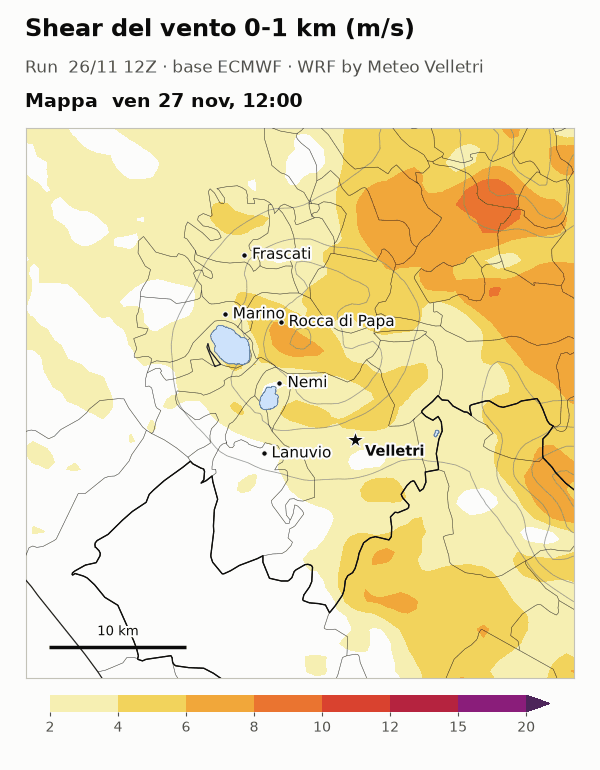 Shear del vento 0-1 km (m/s)
Run 26/11 12Z · base ECMWF · WRF by Meteo Velletri
Mappa ven 27 nov, 12:00
Frascati
Marino
Rocca di Papa
Nemi
Velletri
Lanuvio
10 km
2 4 6 8 10 12 15 20